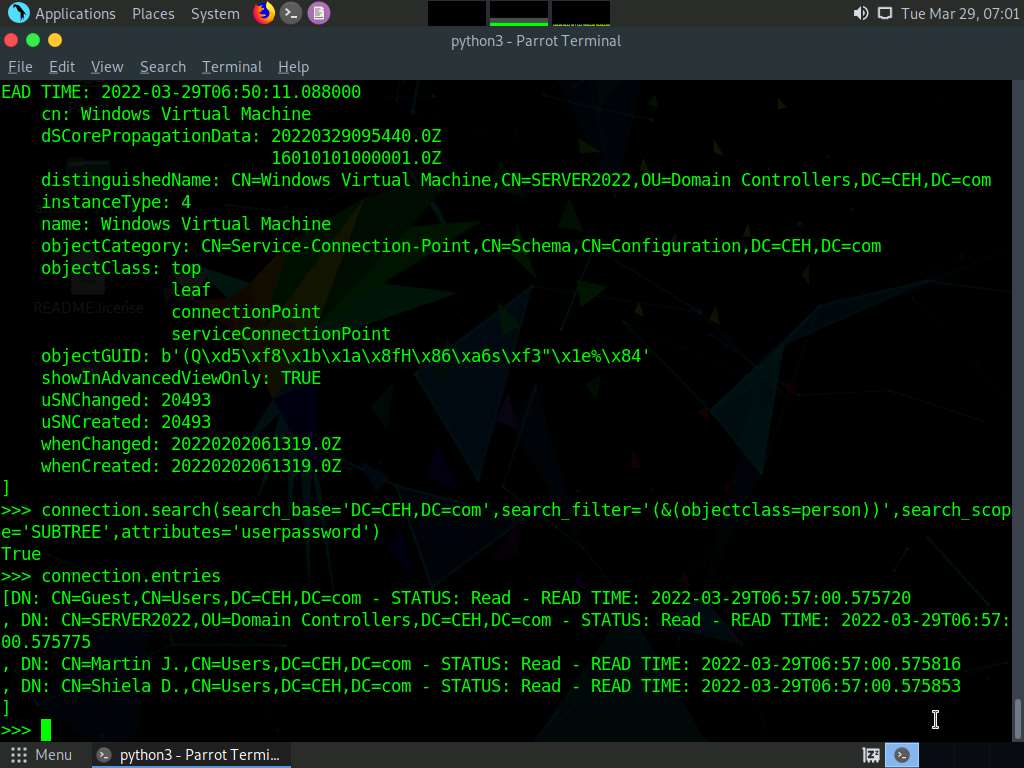 Applications Places System Tue Mar 29, 07:01
python3 - Parrot Terminal
File Edit View Search Terminal Help
EAD TIME: 2022-03-29T06:50:11.088000
cn: Windows Virtual Machine
dSCorePropagationData: 20220329095440.0Z
16010101000001.0Z
distinguishedName: CN=Windows Virtual Machine,CN=SERVER2022,OU=Domain Controllers,DC=CEH,DC=com
instanceType: 4
name: Windows Virtual Machine
objectCategory: CN=Service-Connection-Point,CN=Schema,CN=Configuration,DC=CEH,DC=com
objectClass: top
leaf
README.license
connectionPoint
serviceConnectionPoint
objectGUID: b'(Q\xd5\xf8\x1b\x1a\x8fH\x86\xa6s\xf3"\x1e%\x84'
showInAdvancedViewOnly: TRUE
uSNChanged: 20493
uSNCreated: 20493
whenChanged: 20220202061319.0Z
whenCreated: 20220202061319.0Z
]
>>> connection.search(search_base='DC=CEH,DC=com',search_filter='(&(objectclass=person))',search_scop
e='SUBTREE',attributes='userpassword')
True
>>> connection.entries
[DN: CN=Guest,CN=Users,DC=CEH,DC=com - STATUS: Read - READ TIME: 2022-03-29T06:57:00.575720
, DN: CN=SERVER2022,OU=Domain Controllers,DC=CEH,DC=com - STATUS: Read - READ TIME: 2022-03-29T06:57:
00.575775
, DN: CN=Martin J.,CN=Users,DC=CEH,DC=com - STATUS: Read - READ TIME: 2022-03-29T06:57:00.575816
, DN: CN=Shiela D.,CN=Users,DC=CEH,DC=com - STATUS: Read - READ TIME: 2022-03-29T06:57:00.575853
]
>>>
Menu python3 - Parrot Termi...